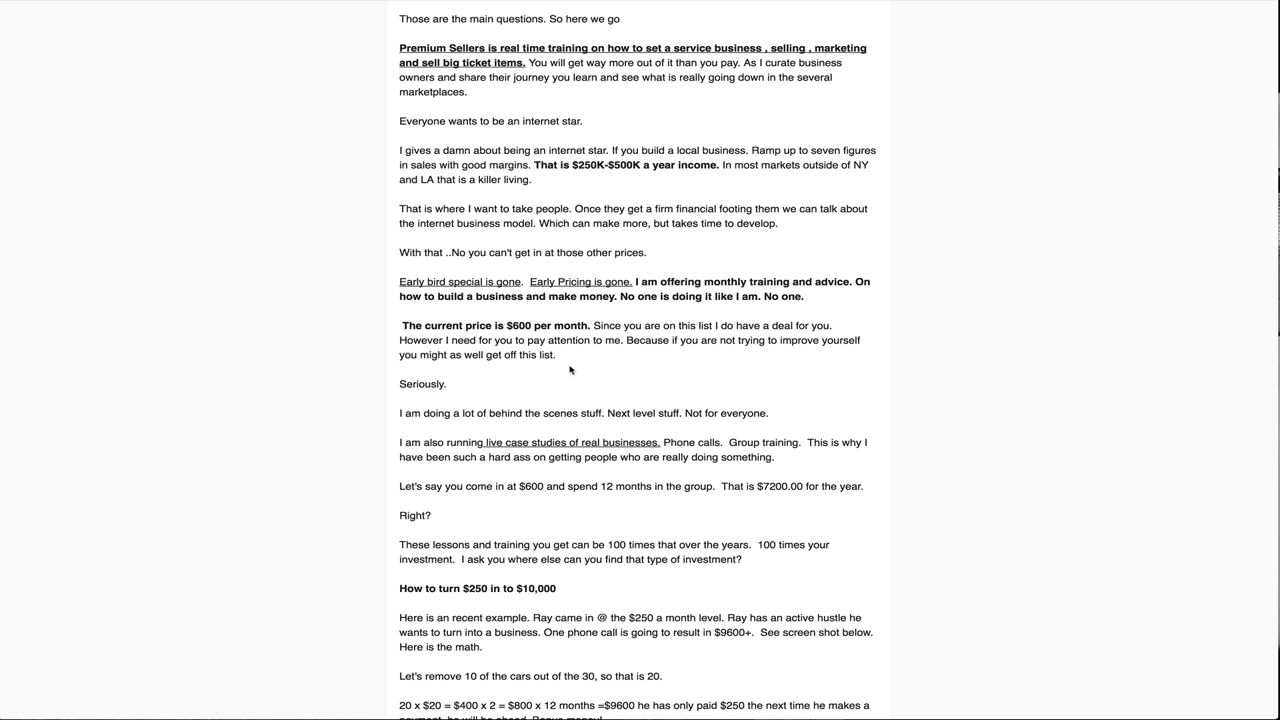 Those are the main questions. So here we go
Premium Sellers is real time training on how to set a service business , selling , marketing
and sell big ticket items. You will get way more out of it than you pay. As I curate business
owners and share their journey you learn and see what is really going down in the several
marketplaces.
Everyone wants to be an internet star.
I gives a damn about being an internet star. If you build a local business. Ramp up to seven figures
in sales with good margins. That is $250K-$500K a year income. In most markets outside of NY
and LA that is a killer living.
That is where I want to take people. Once they get a firm financial footing them we can talk about
the internet business model. Which can make more, but takes time to develop.
With that ..No you can't get in at those other prices.
Early bird special is gone.  Early Pricing is gone. I am offering monthly training and advice. On
how to build a business and make money. No one is doing it like I am. No one.
The current price is $600 per month. Since you are on this list I do have a deal for you.
However I need for you to pay attention to me. Because if you are not trying to improve yourself
you might as well get off this list.
Seriously.
I am doing a lot of behind the scenes stuff. Next level stuff. Not for everyone.
I am also running live case studies of real businesses. Phone calls.  Group training.  This is why I
have been such a hard ass on getting people who are really doing something.
Let's say you come in at $600 and spend 12 months in the group.  That is $7200.00 for the year.
Right?
These lessons and training you get can be 100 times that over the years.  100 times your
investment.  I ask you where else can you find that type of investment?
How to turn $250 in to $10,000
Here is an recent example. Ray came in @ the $250 a month level. Ray has an active hustle he
wants to turn into a business. One phone call is going to result in $9600+.  See screen shot below.
Here is the math.
Let's remove 10 of the cars out of the 30, so that is 20.
20 x $20 = $400 x 2 = $800 x 12 months =$9600 he has only paid $250 the next time he makes a
payment, he will be ahead. Bonus money!